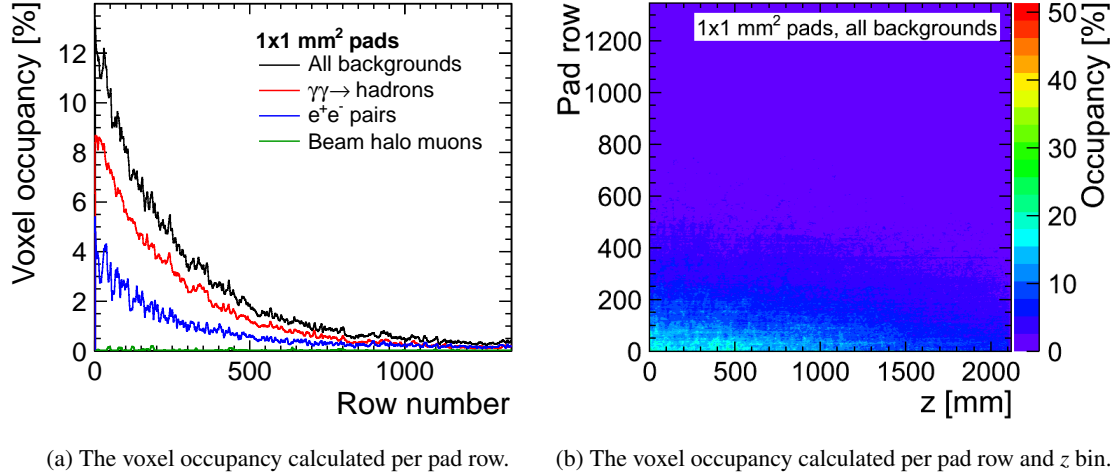 Voxel occupancy [%]
12
10
8
6
4
2
0
1x1 mm² pads
All backgrounds
γγ→ hadrons
e⁺e⁻ pairs
Beam halo muons
0
500
1000
Row number
(a) The voxel occupancy calculated per pad row.
Pad row
1200
1000
800
600
400
200
0
1x1 mm² pads, all backgrounds
0
500
1000
1500
2000
z [mm]
50
40
30
20
10
0
Occupancy [%]
(b) The voxel occupancy calculated per pad row and z bin.